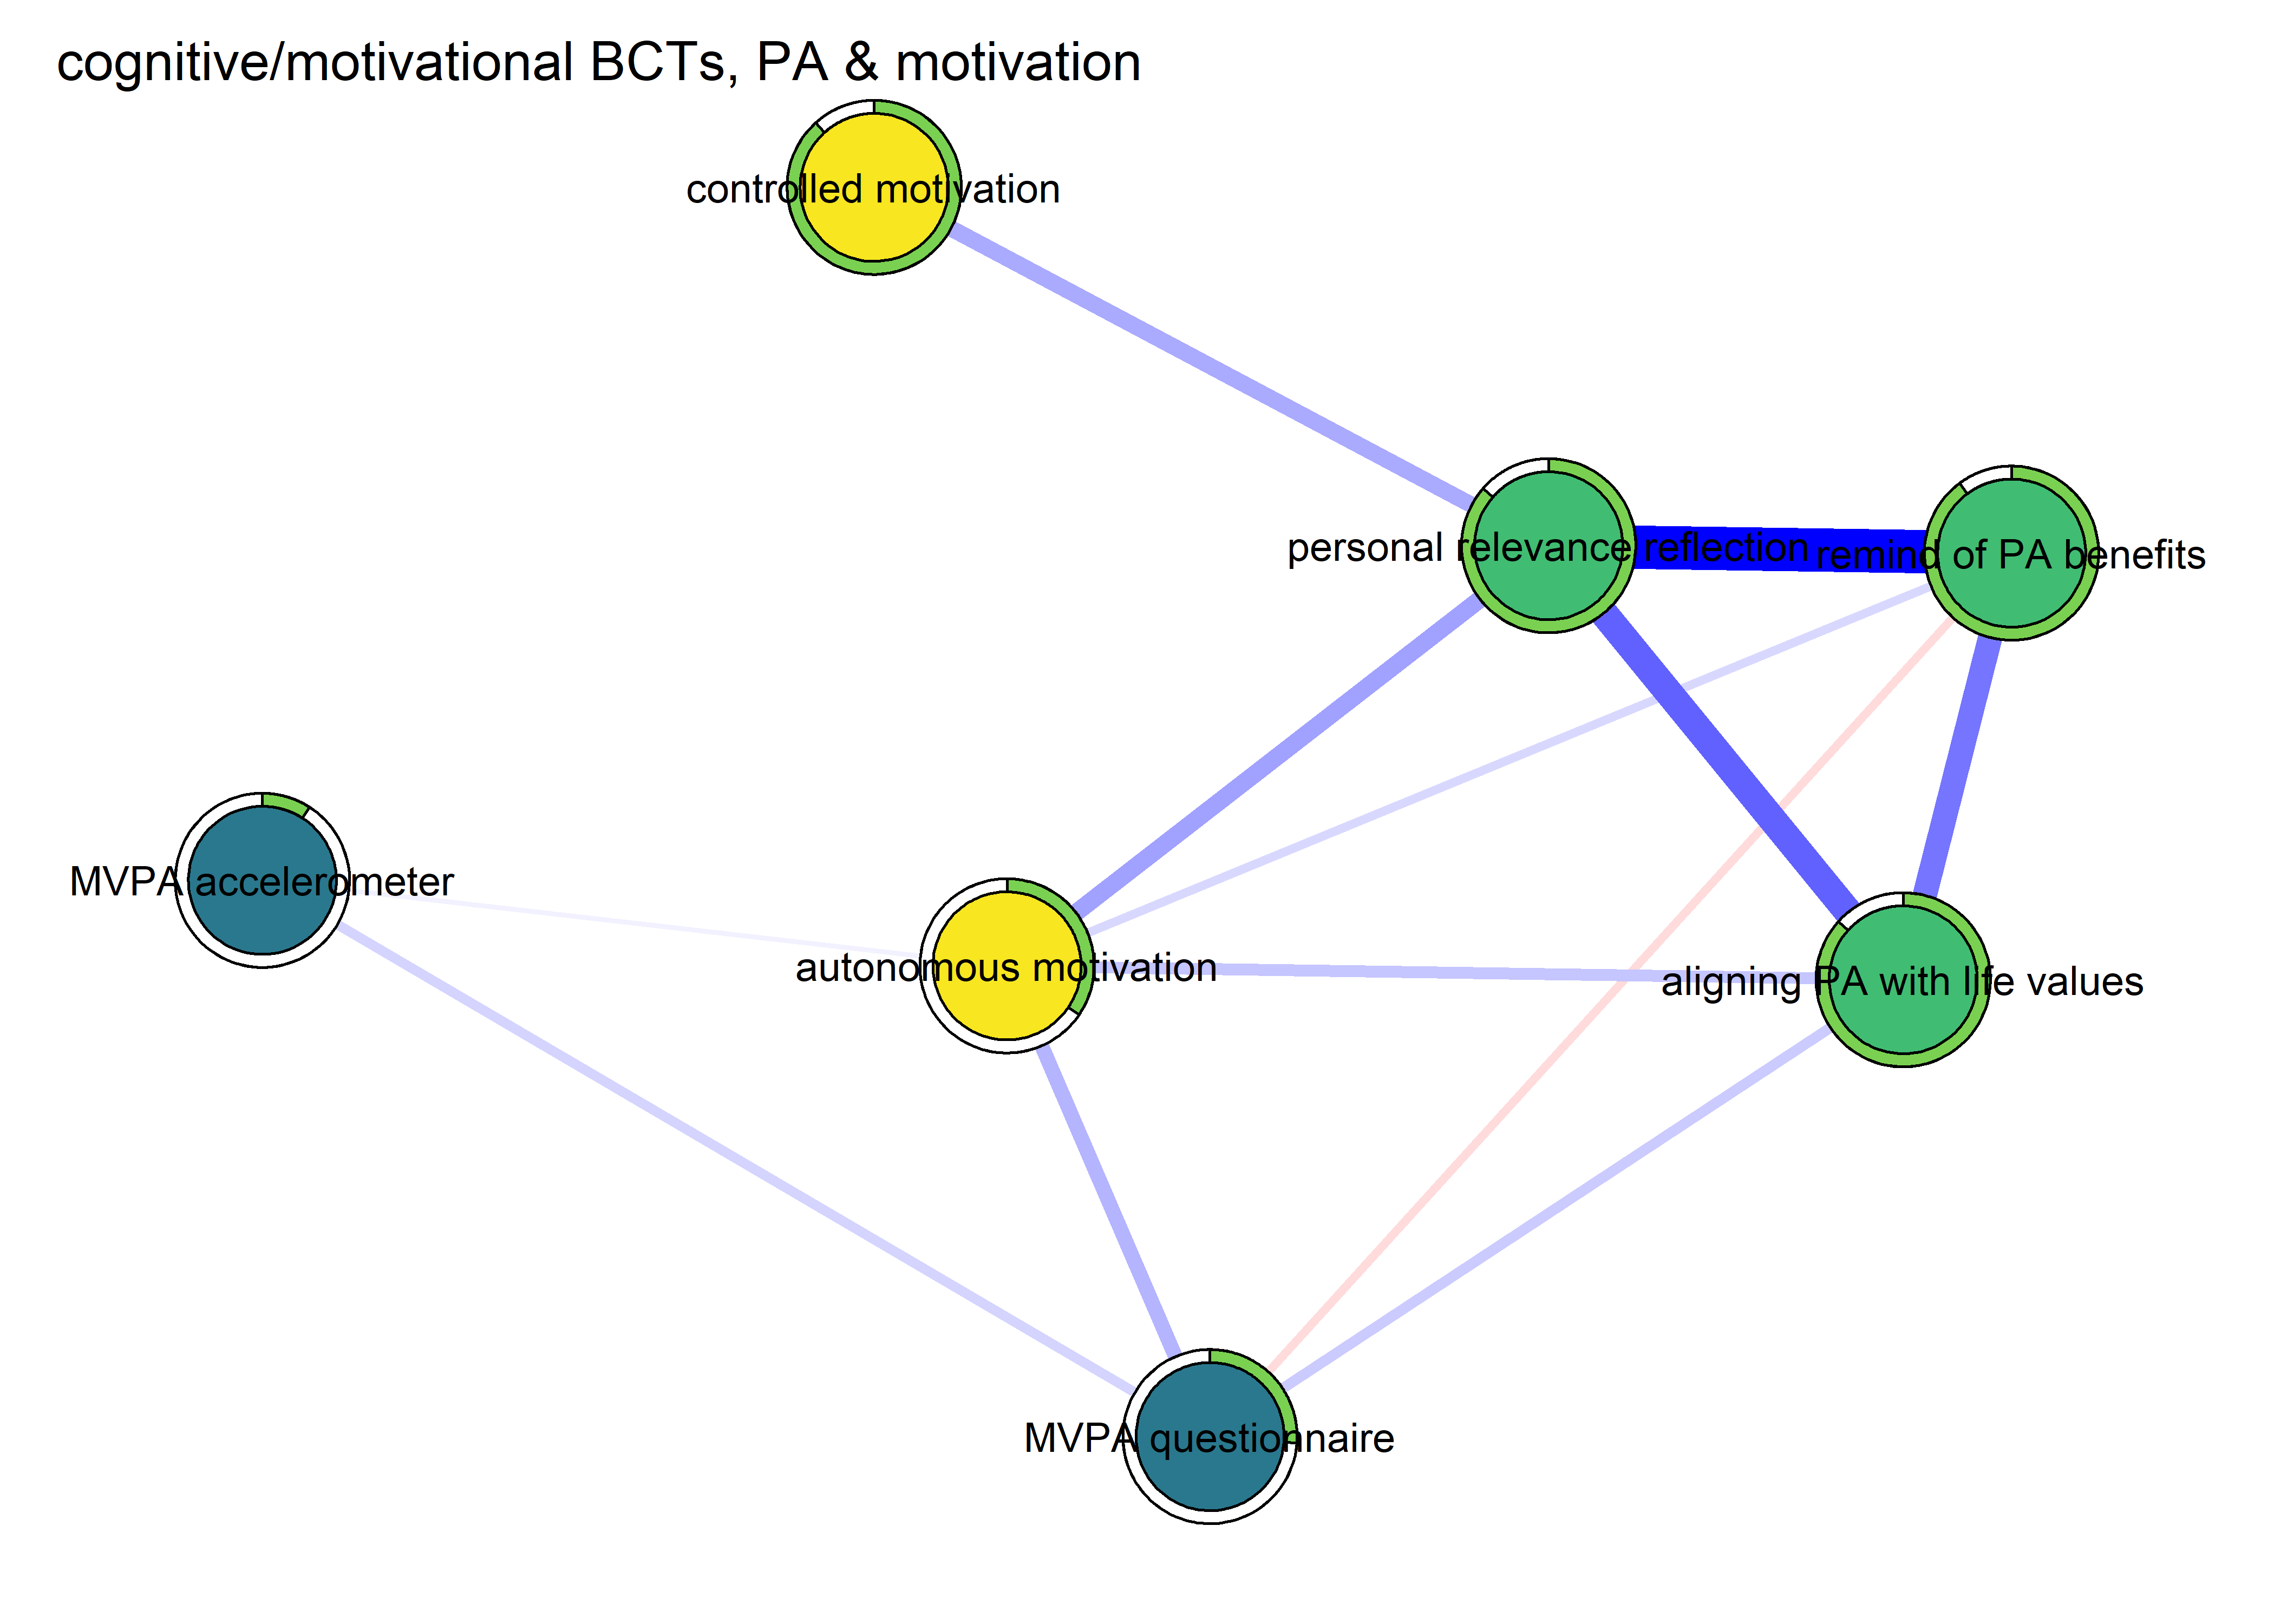 cognitive/motivational BCTs, PA & motivation
controlled motivation
personal relevance reflection
remind of PA benefits
MVPA accelerometer
autonomous motivation
aligning PA with life values
MVPA questionnaire